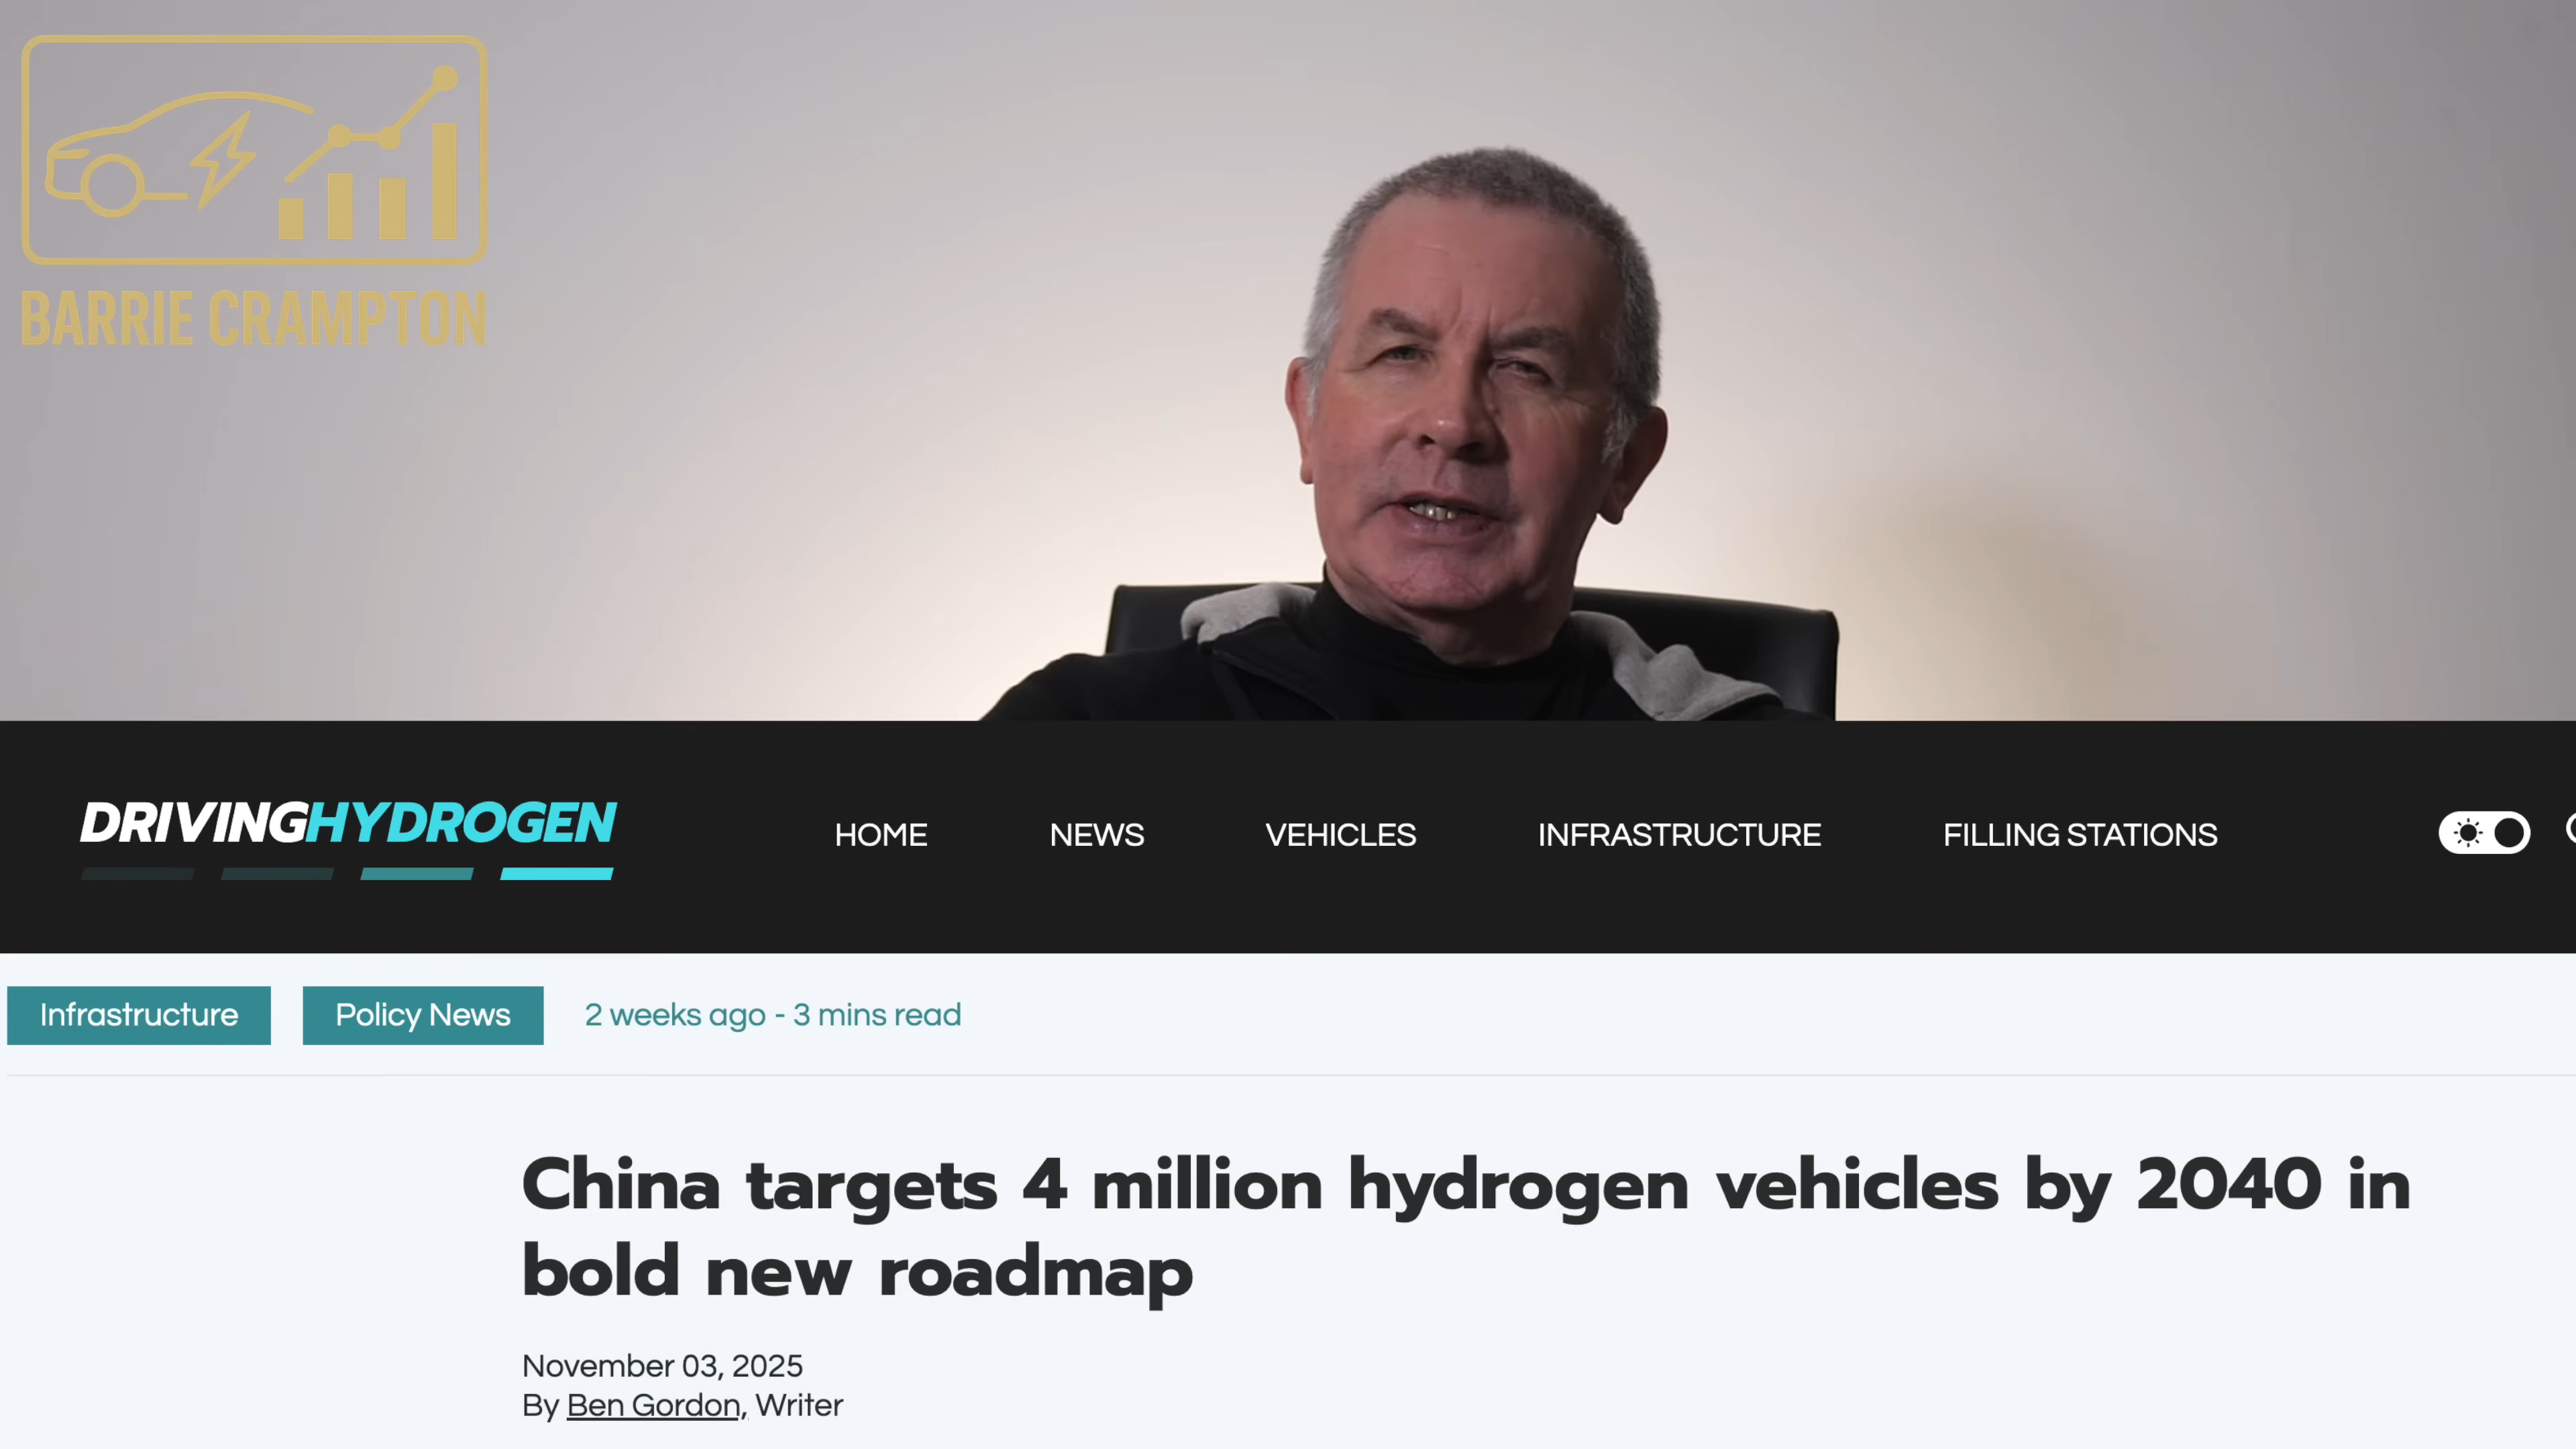 BARRIE CRAMPTON
DRIVINGHYDROGEN
HOME
NEWS
VEHICLES
INFRASTRUCTURE
FILLING STATIONS
Infrastructure
Policy News
2 weeks ago - 3 mins read
China targets 4 million hydrogen vehicles by 2040 in
bold new roadmap
November 03, 2025
By Ben Gordon, Writer